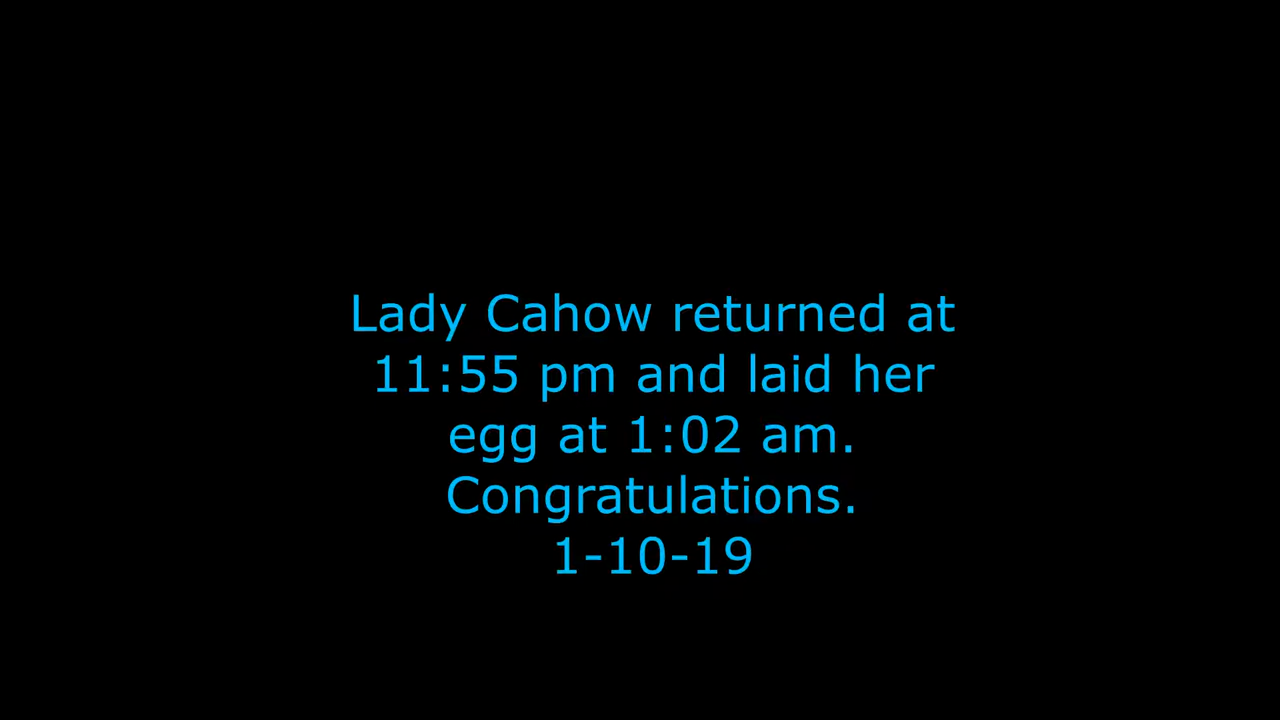 Lady Cahow returned at
11:55 pm and laid her
egg at 1:02 am.
Congratulations.
1-10-19